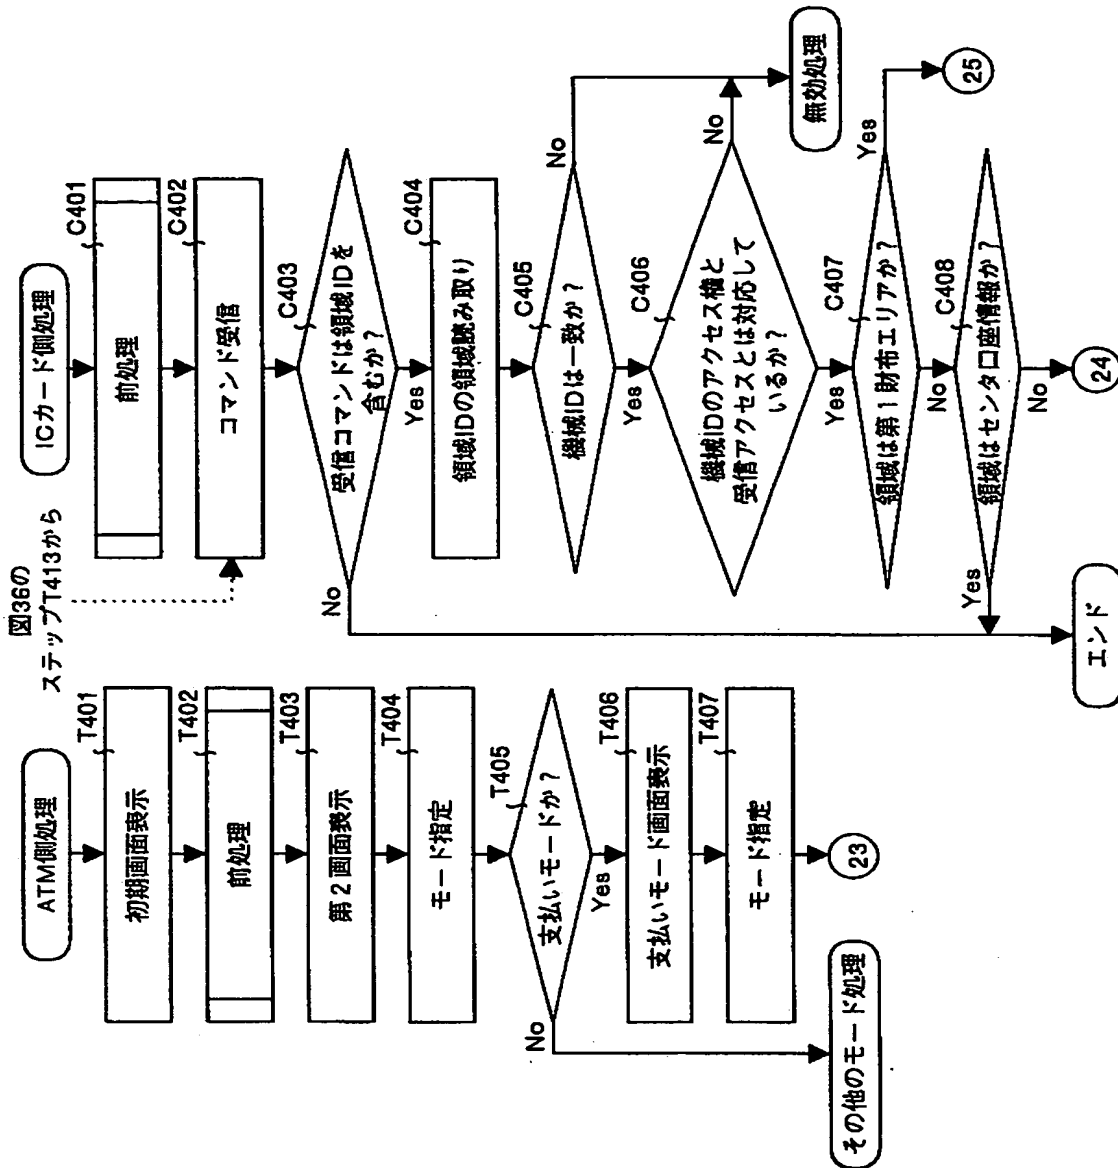 ATM側処理
T401
初期画面表示
T402
前処理
T403
第2画面表示
T404
モード指定
T405
支払いモードか?
No
Yes
T406
支払いモード画面表示
T407
モード指定
23
その他のモード処理
図36の
ステップT413から
ICカード側処理
C401
前処理
C402
コマンド受信
C403
受信コマンドは領域IDを
含むか?
No
Yes
C404
領域IDの領域読み取り
C405
機械IDは一致か?
No
Yes
C406
機械IDのアクセス権と
受信アクセスとは対応して
いるか?
No
Yes
無効処理
C407
領域は第1財布エリアか?
Yes
No
25
C408
領域はセンタ口座情報か?
Yes
No
24
エンド